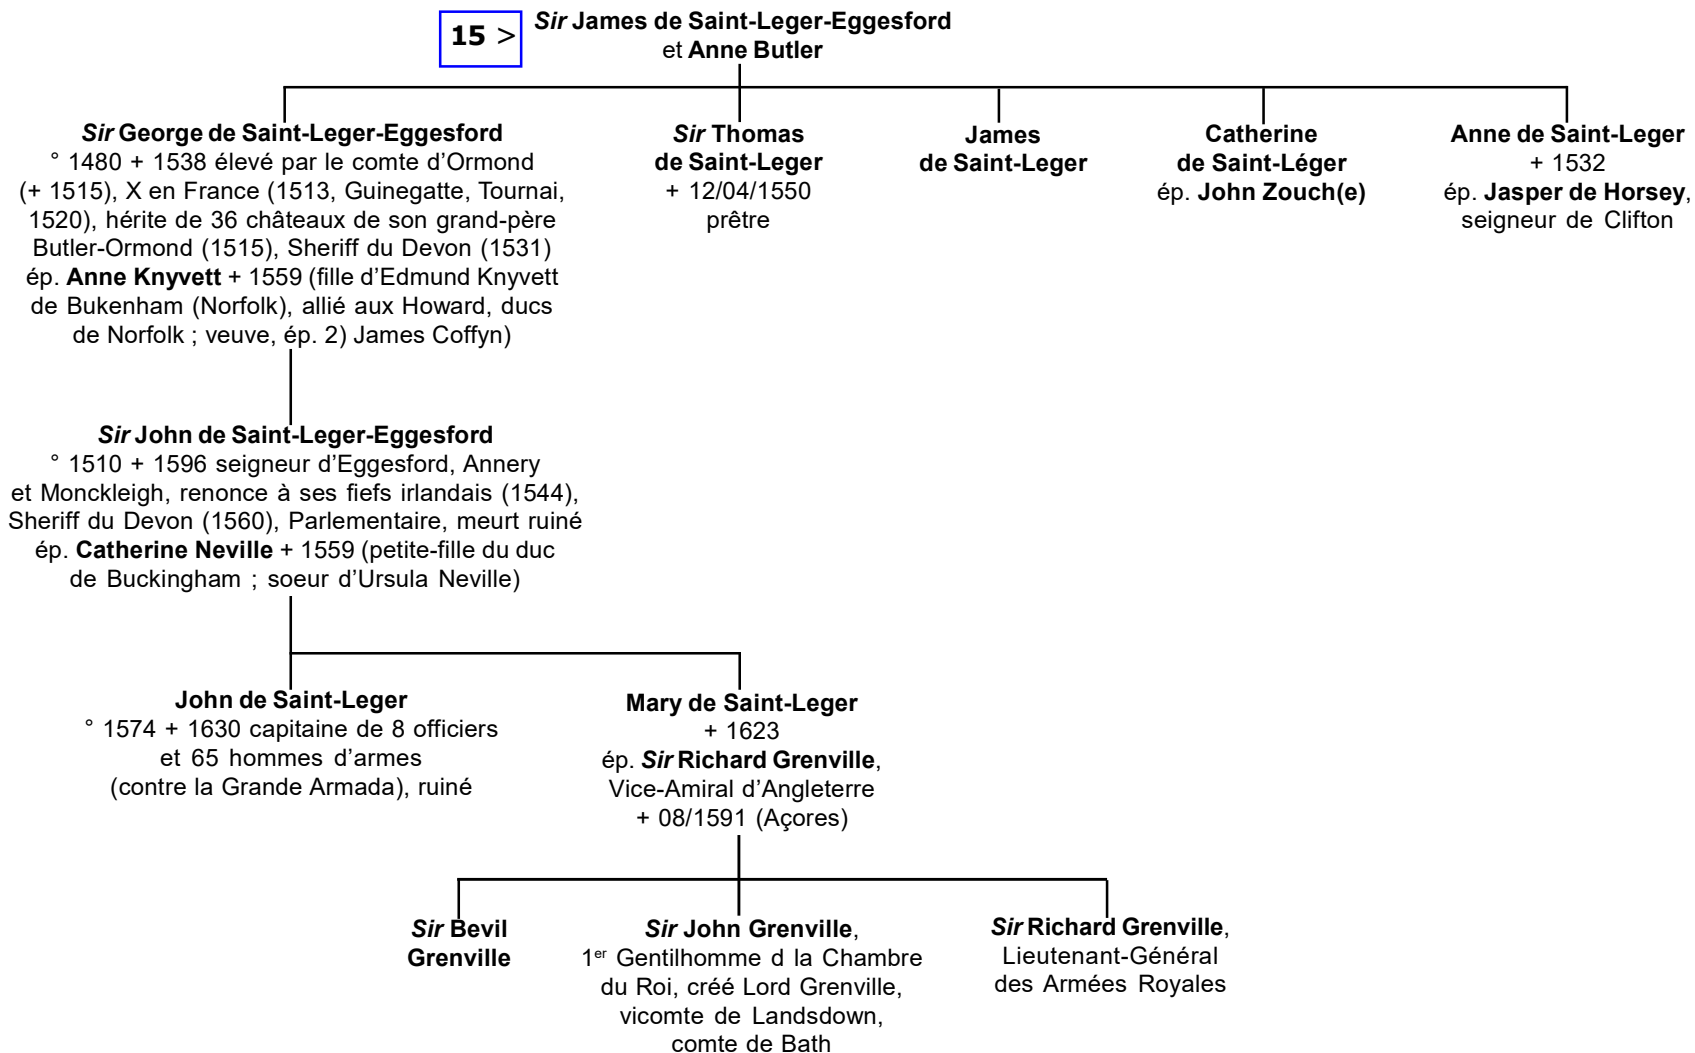 15 >
Sir James de Saint-Leger-Eggesford
et Anne Butler
Sir George de Saint-Leger-Eggesford
° 1480 + 1538 élevé par le comte d’Ormond
(+ 1515), X en France (1513, Guinegatte, Tournai,
1520), hérite de 36 châteaux de son grand-père
Butler-Ormond (1515), Sheriff du Devon (1531)
ép. Anne Knyvett + 1559 (fille d’Edmund Knyvett
de Bukenham (Norfolk), allié aux Howard, ducs
de Norfolk ; veuve, ép. 2) James Coffyn)
Sir Thomas
de Saint-Leger
+ 12/04/1550
prêtre
James
de Saint-Leger
Catherine
de Saint-Léger
ép. John Zouch(e)
Anne de Saint-Leger
+ 1532
ép. Jasper de Horsey,
seigneur de Clifton
Sir John de Saint-Leger-Eggesford
° 1510 + 1596 seigneur d’Eggesford, Annery
et Monckleigh, renonce à ses fiefs irlandais (1544),
Sheriff du Devon (1560), Parlementaire, meurt ruiné
ép. Catherine Neville + 1559 (petite-fille du duc
de Buckingham ; soeur d’Ursula Neville)
John de Saint-Leger
° 1574 + 1630 capitaine de 8 officiers
et 65 hommes d’armes
(contre la Grande Armada), ruiné
Mary de Saint-Leger
+ 1623
ép. Sir Richard Grenville,
Vice-Amiral d’Angleterre
+ 08/1591 (Açores)
Sir Bevil
Grenville
Sir John Grenville,
1er Gentilhomme d la Chambre
du Roi, créé Lord Grenville,
vicomte de Landsdown,
comte de Bath
Sir Richard Grenville,
Lieutenant-Général
des Armées Royales